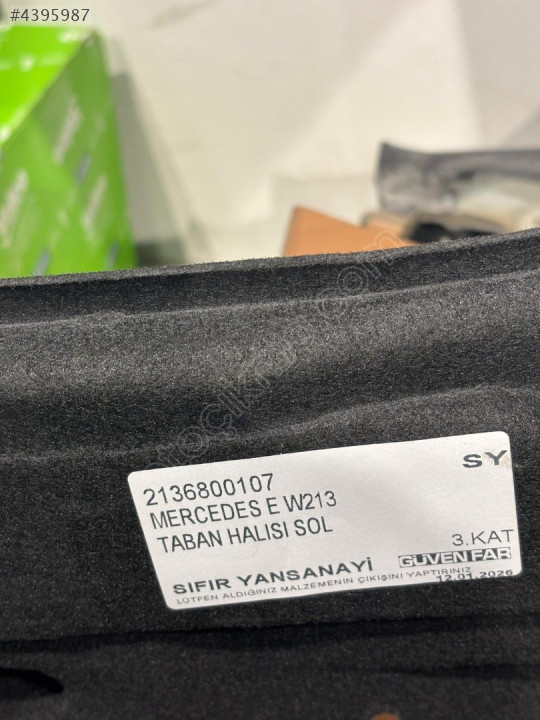 #4395987
SY
2136800107
MERCEDES E W213
TABAN HALISI SOL
3.KAT
SIFIR YANSANAYİ GÜVEN FAR
LÜTFEN ALDIĞINIZ MALZEMENİN ÇIKIŞINI YAPTIRINIZ
12.01.2026